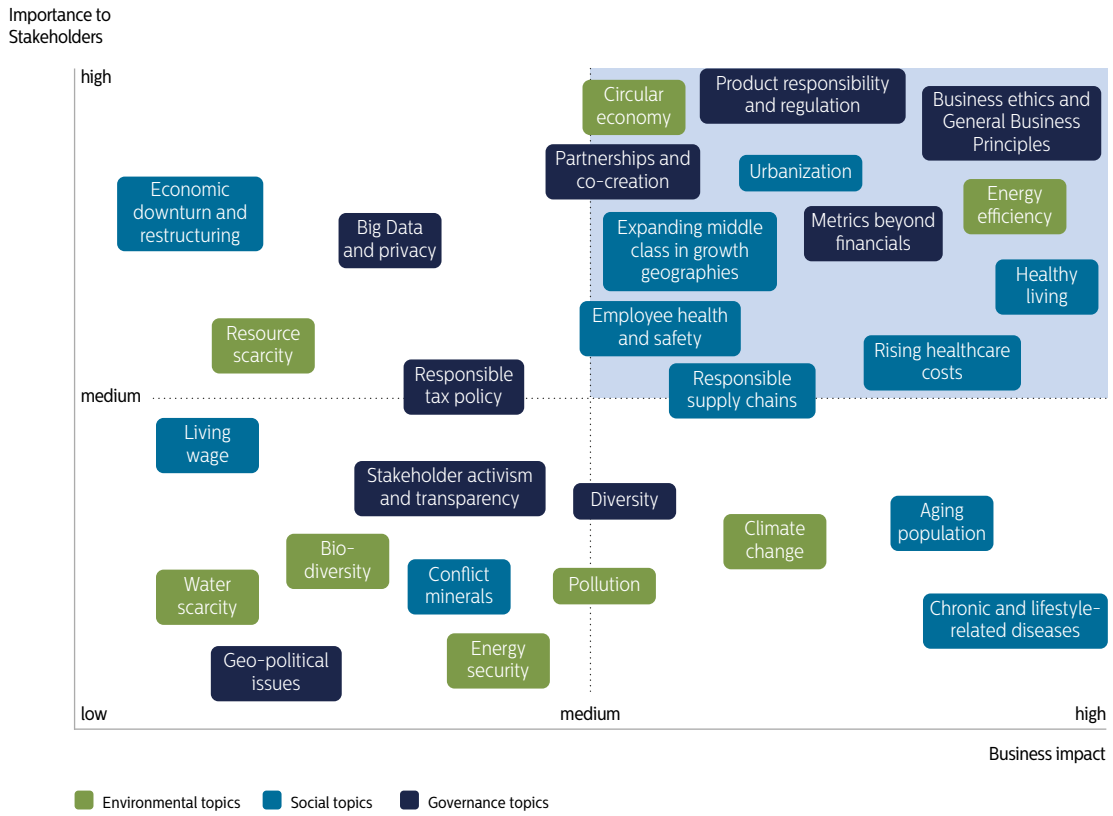 Importance to
Stakeholders
high
Circular
economy
Product responsibility
and regulation
Business ethics and
General Business
Principles
Partnerships and
co-creation
Urbanization
Economic
downturn and
restructuring
Energy
efficiency
Big Data
and privacy
Expanding middle
class in growth
geographies
Metrics beyond
financials
Healthy
living
Resource
scarcity
Employee health
and safety
Rising healthcare
costs
Responsible
tax policy
Responsible
supply chains
medium
Living
wage
Stakeholder activism
and transparency
Diversity
Aging
population
Climate
change
Bio-
diversity
Conflict
minerals
Pollution
Water
scarcity
Chronic and lifestyle-
related diseases
Energy
security
Geo-political
issues
low
medium
high
Business impact
Environmental topics
Social topics
Governance topics